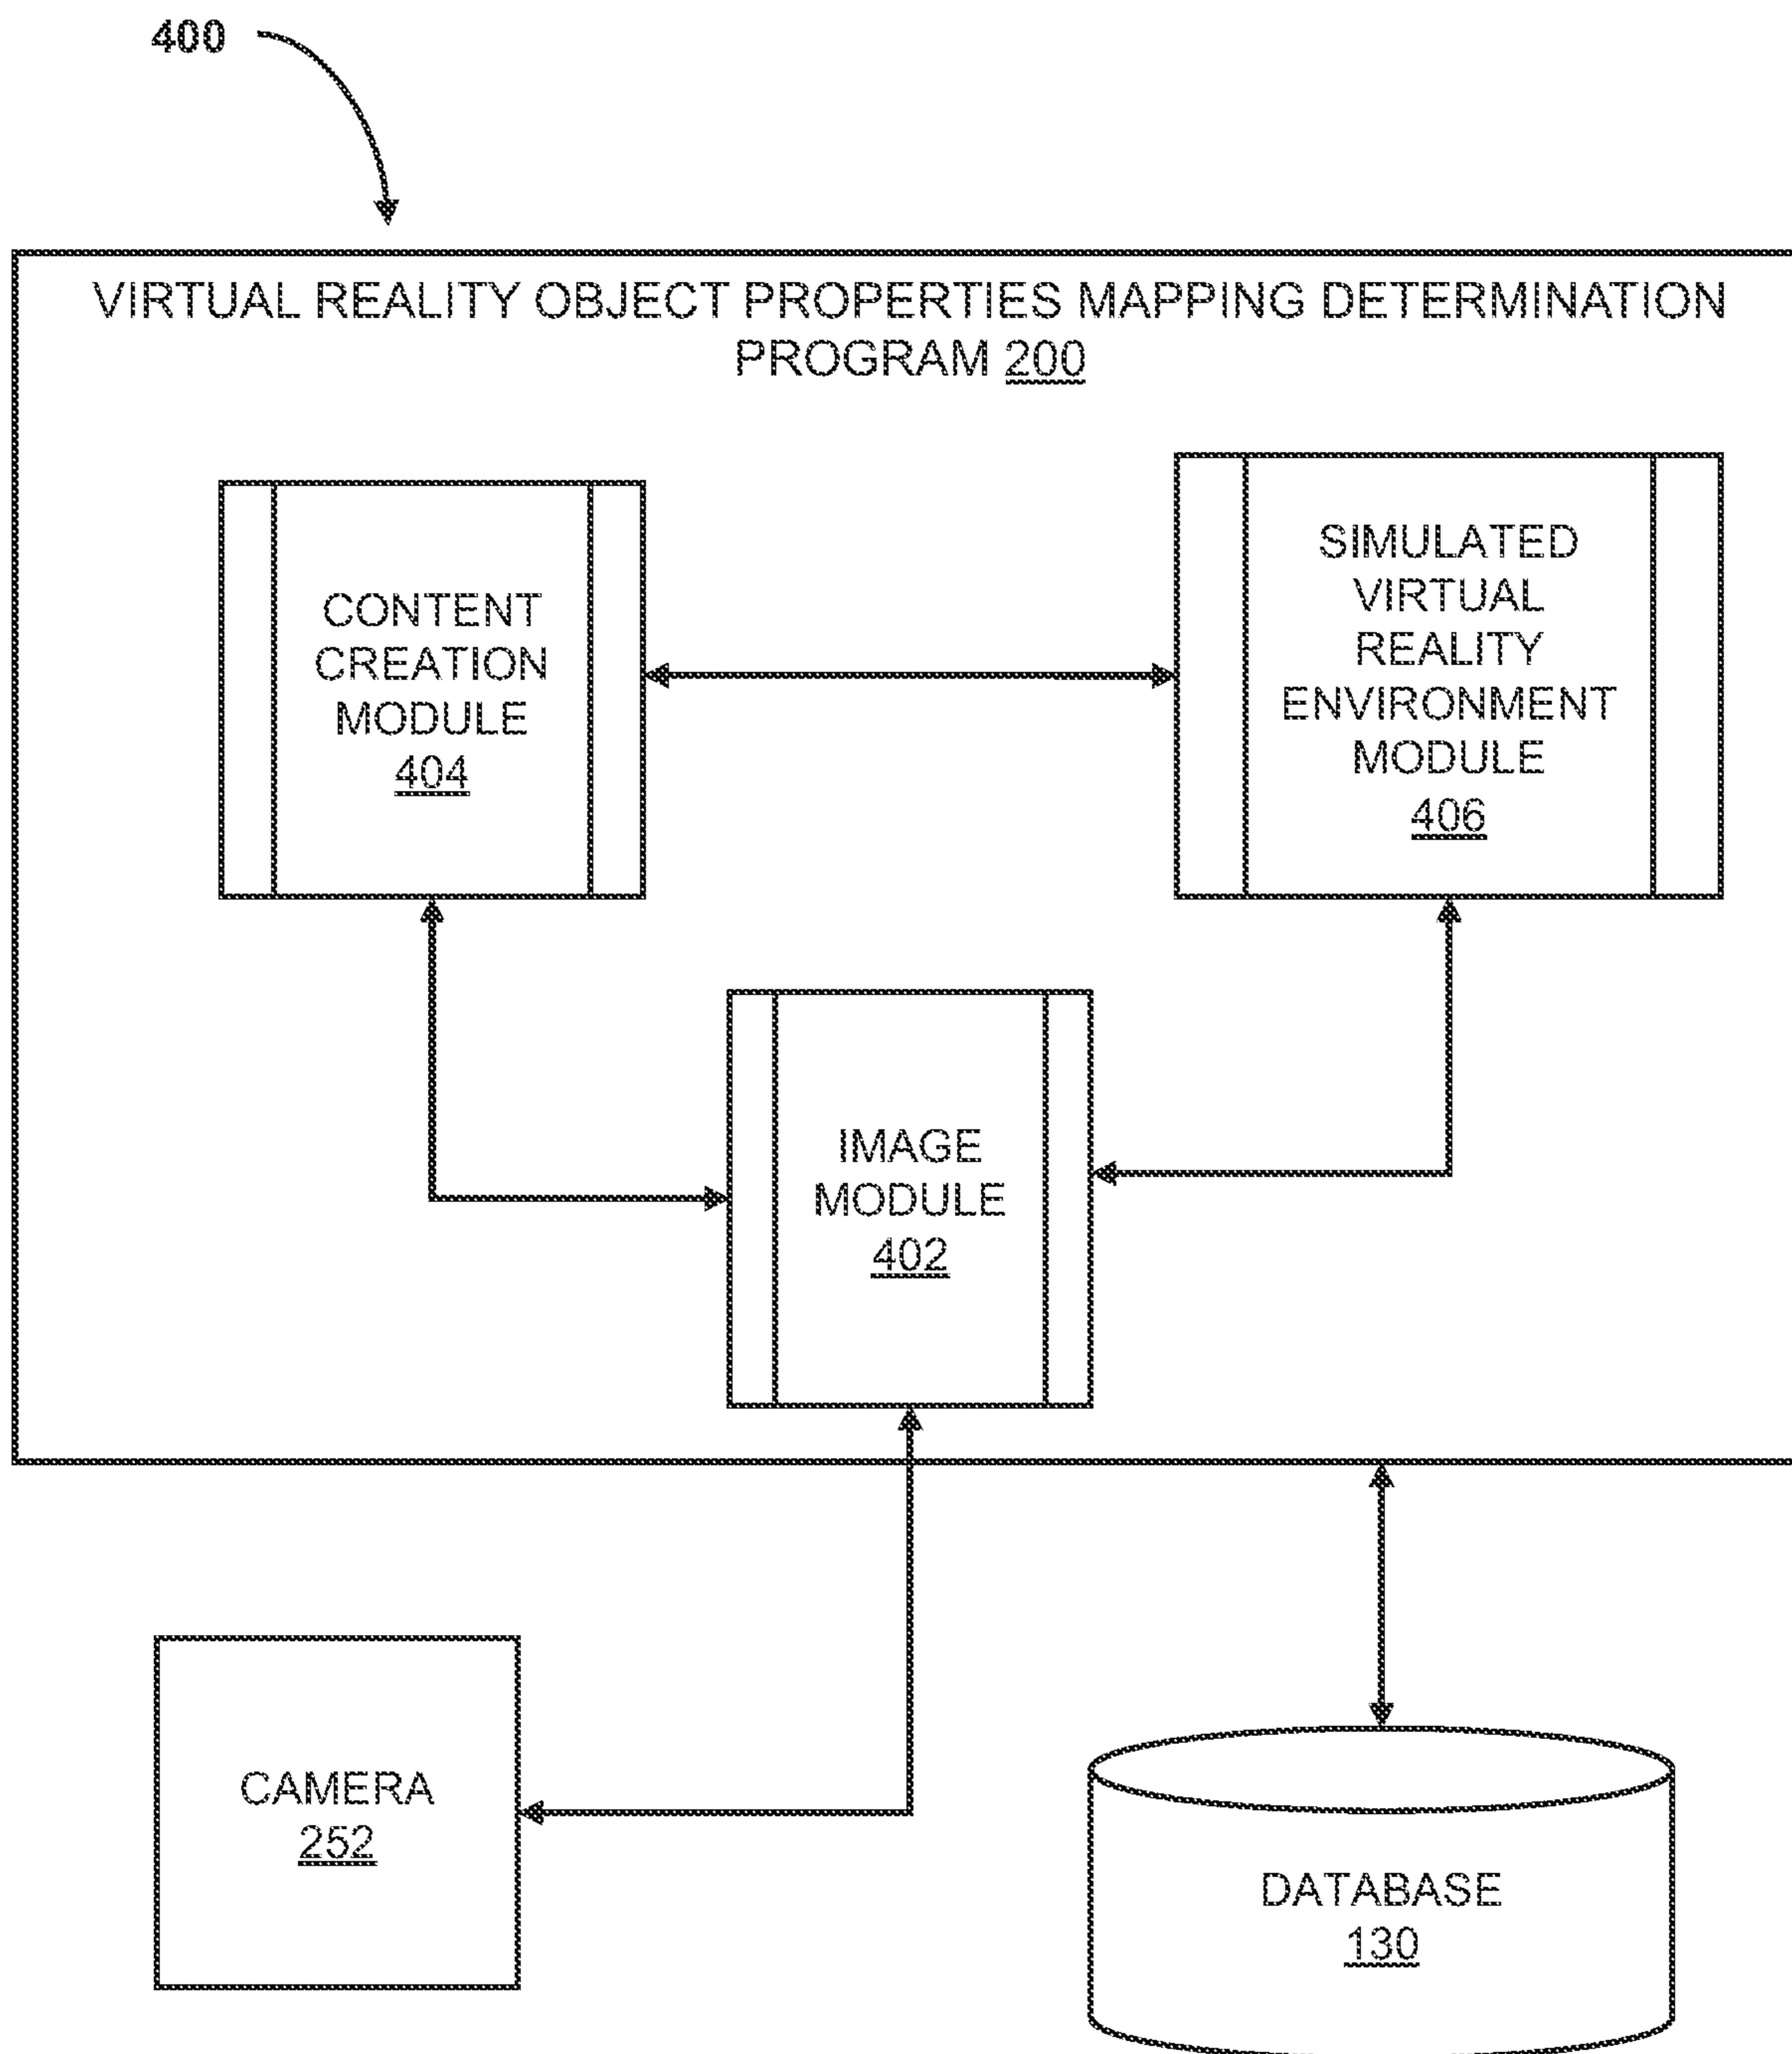 400
VIRTUAL REALITY OBJECT PROPERTIES MAPPING DETERMINATION
PROGRAM 200
CONTENT
CREATION
MODULE
404
SIMULATED
VIRTUAL
REALITY
ENVIRONMENT
MODULE
406
IMAGE
MODULE
402
CAMERA
252
DATABASE
130